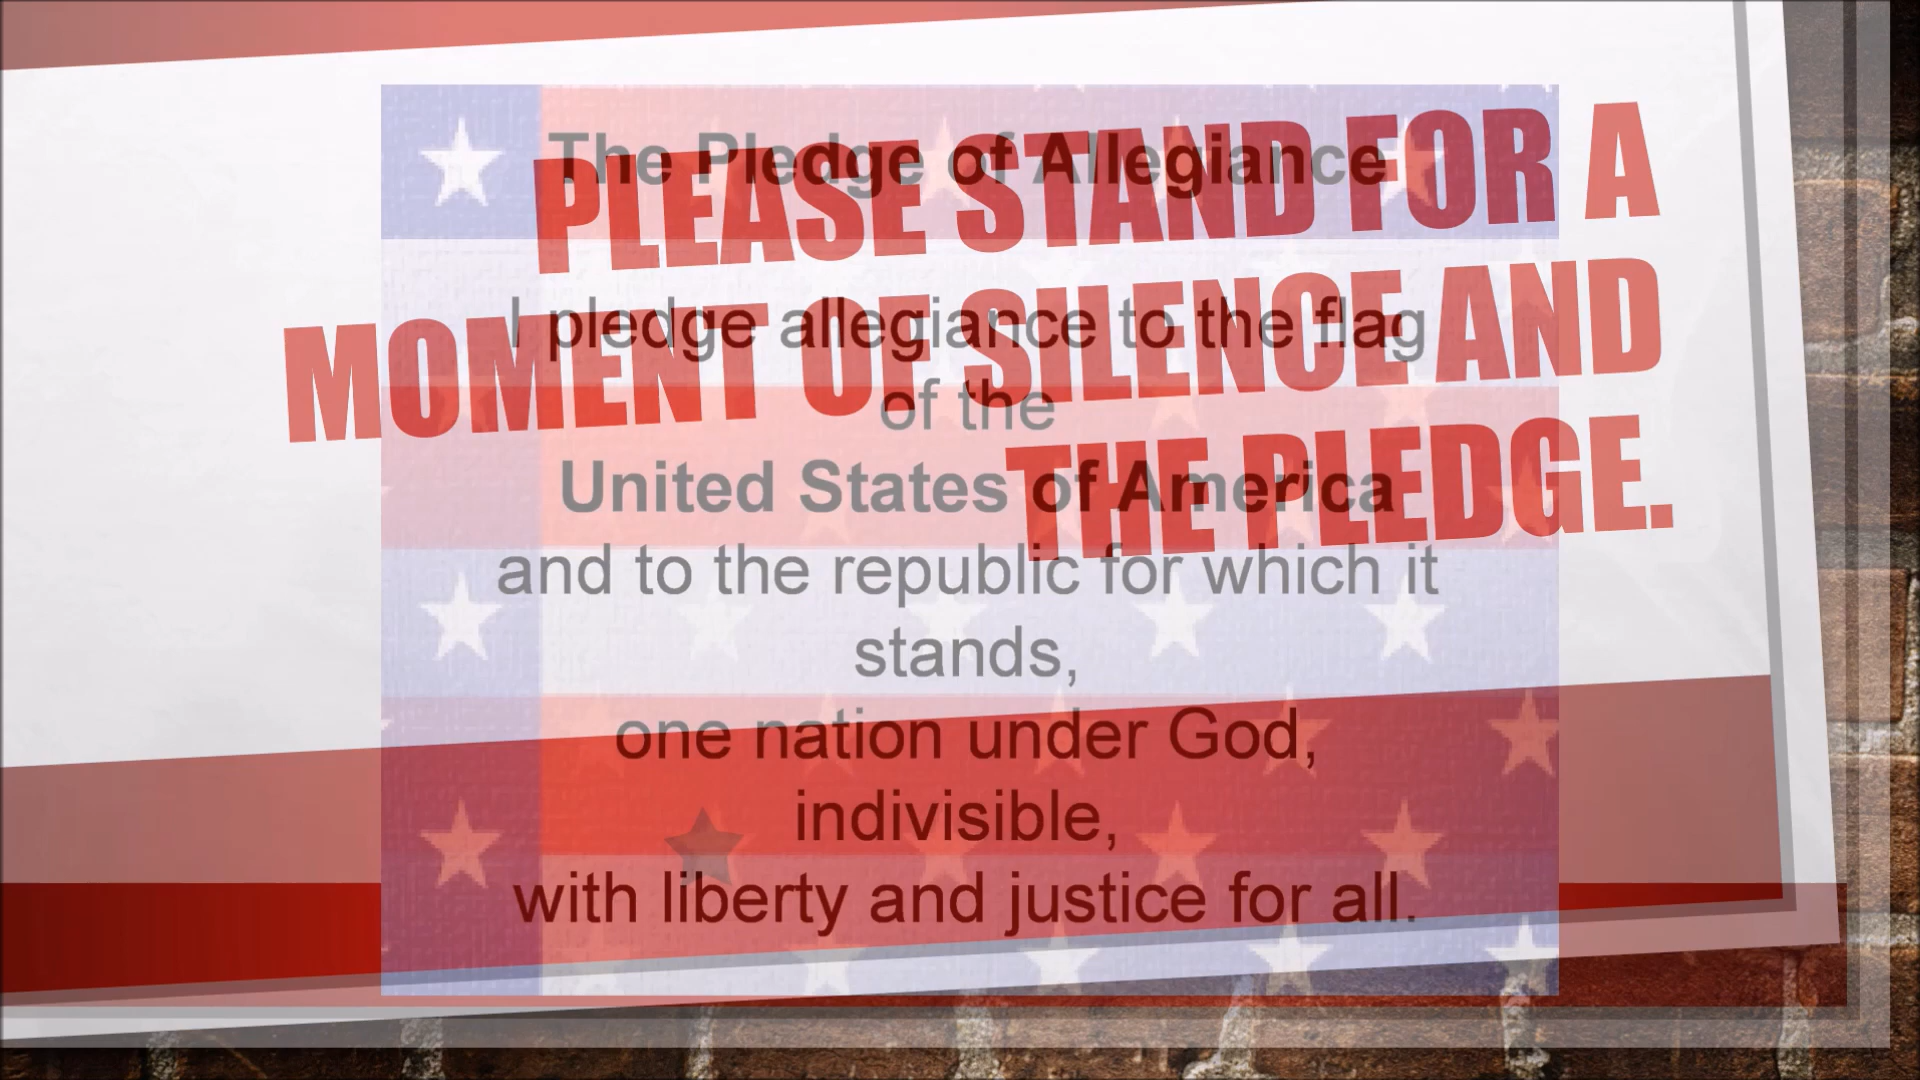 PLEASE STAND FOR A
MOMENT OF SILENCE AND
THE PLEDGE.
The Pledge of Allegiance
I pledge allegiance to the flag
of the
United States of America
and to the republic for which it
stands,
one nation under God,
indivisible,
with liberty and justice for all.